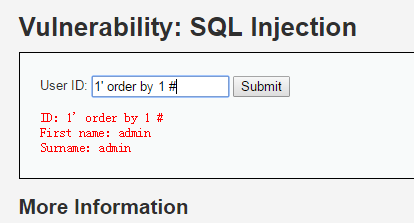 Vulnerability: SQL Injection
User ID: 1' order by 1 # Submit
ID: 1' order by 1 #
First name: admin
Surname: admin
More Information